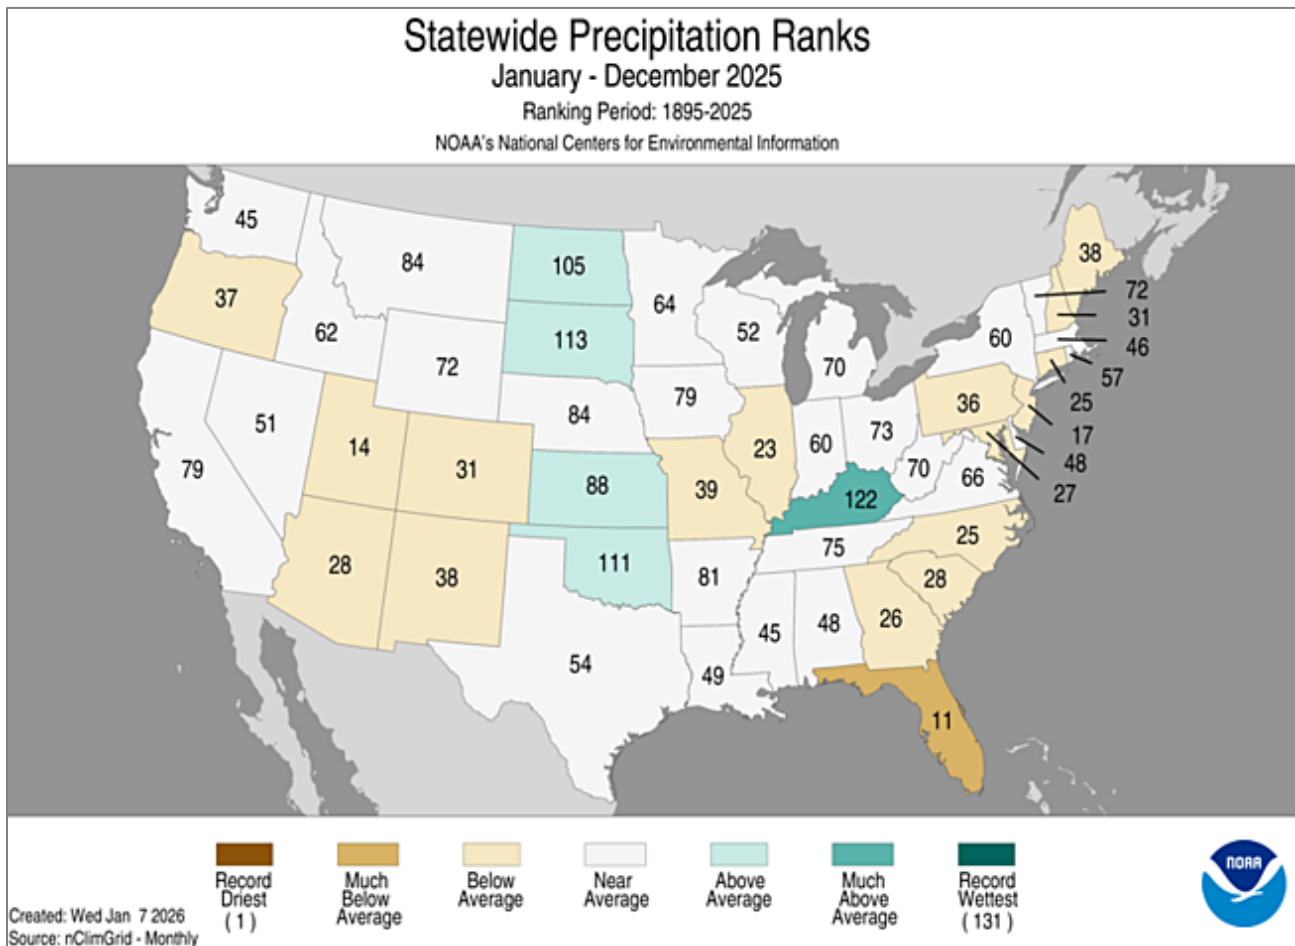 Statewide Precipitation Ranks
January - December 2025
Ranking Period: 1895-2025
NOAA's National Centers for Environmental Information
45
84
105
64
38
37
62
113
52
72
72
31
60
46
70
57
51
79
84
36
25
79
14
31
88
39
23
60
73
70
66
17
48
27
122
28
38
111
81
75
25
28
26
54
49
45
48
11
Record
Driest
( 1 )
Much
Below
Average
Below
Average
Near
Average
Above
Average
Much
Above
Average
Record
Wettest
( 131 )
NOAA
Created: Wed Jan 7 2026
Source: nClimGrid - Monthly